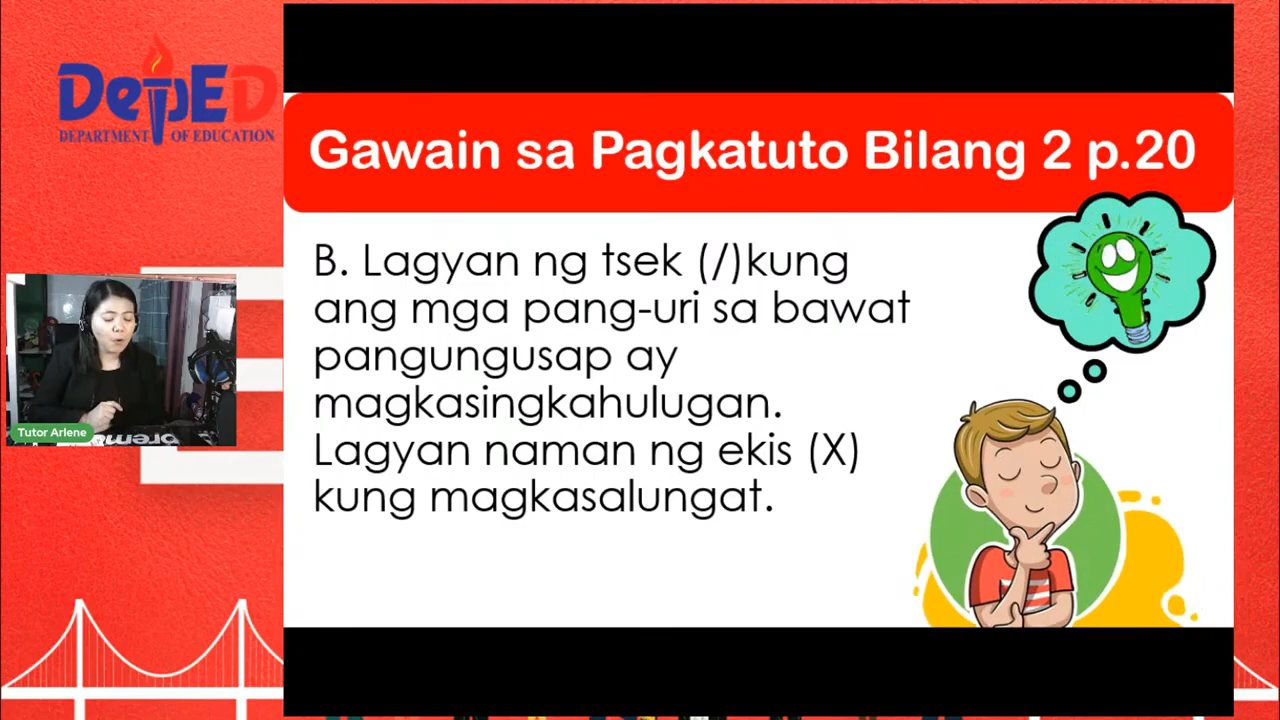 DepED
DEPARTMENT OF EDUCATION
Gawain sa Pagkatuto Bilang 2 p.20
B. Lagyan ng tsek (/)kung
ang mga pang-uri sa bawat
pangungusap ay
magkasingkahulugan.
Lagyan naman ng ekis (X)
kung magkasalungat.
Tutor Arlene